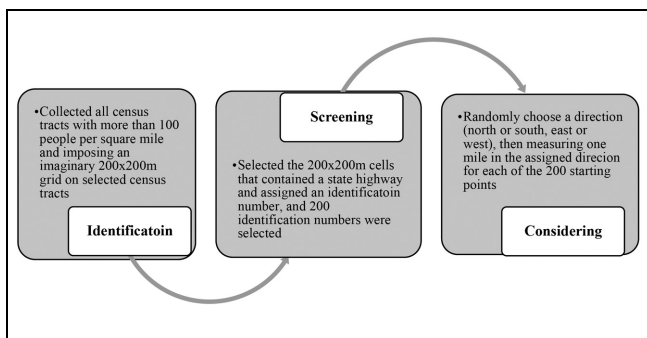 •Collected all census
tracts with more than 100
people per square mile
and imposing an
imaginary 200x200m
grid on selected census
tracts
Identificatoin
Screening
•Selected the 200x200m cells
that contained a state highway
and assigned an identificatoin
number, and 200
identification numbers were
selected
•Randomly choose a direction
(north or south, east or
west), then measuring one
mile in the assigned direcion
for each of the 200 starting
points
Considering